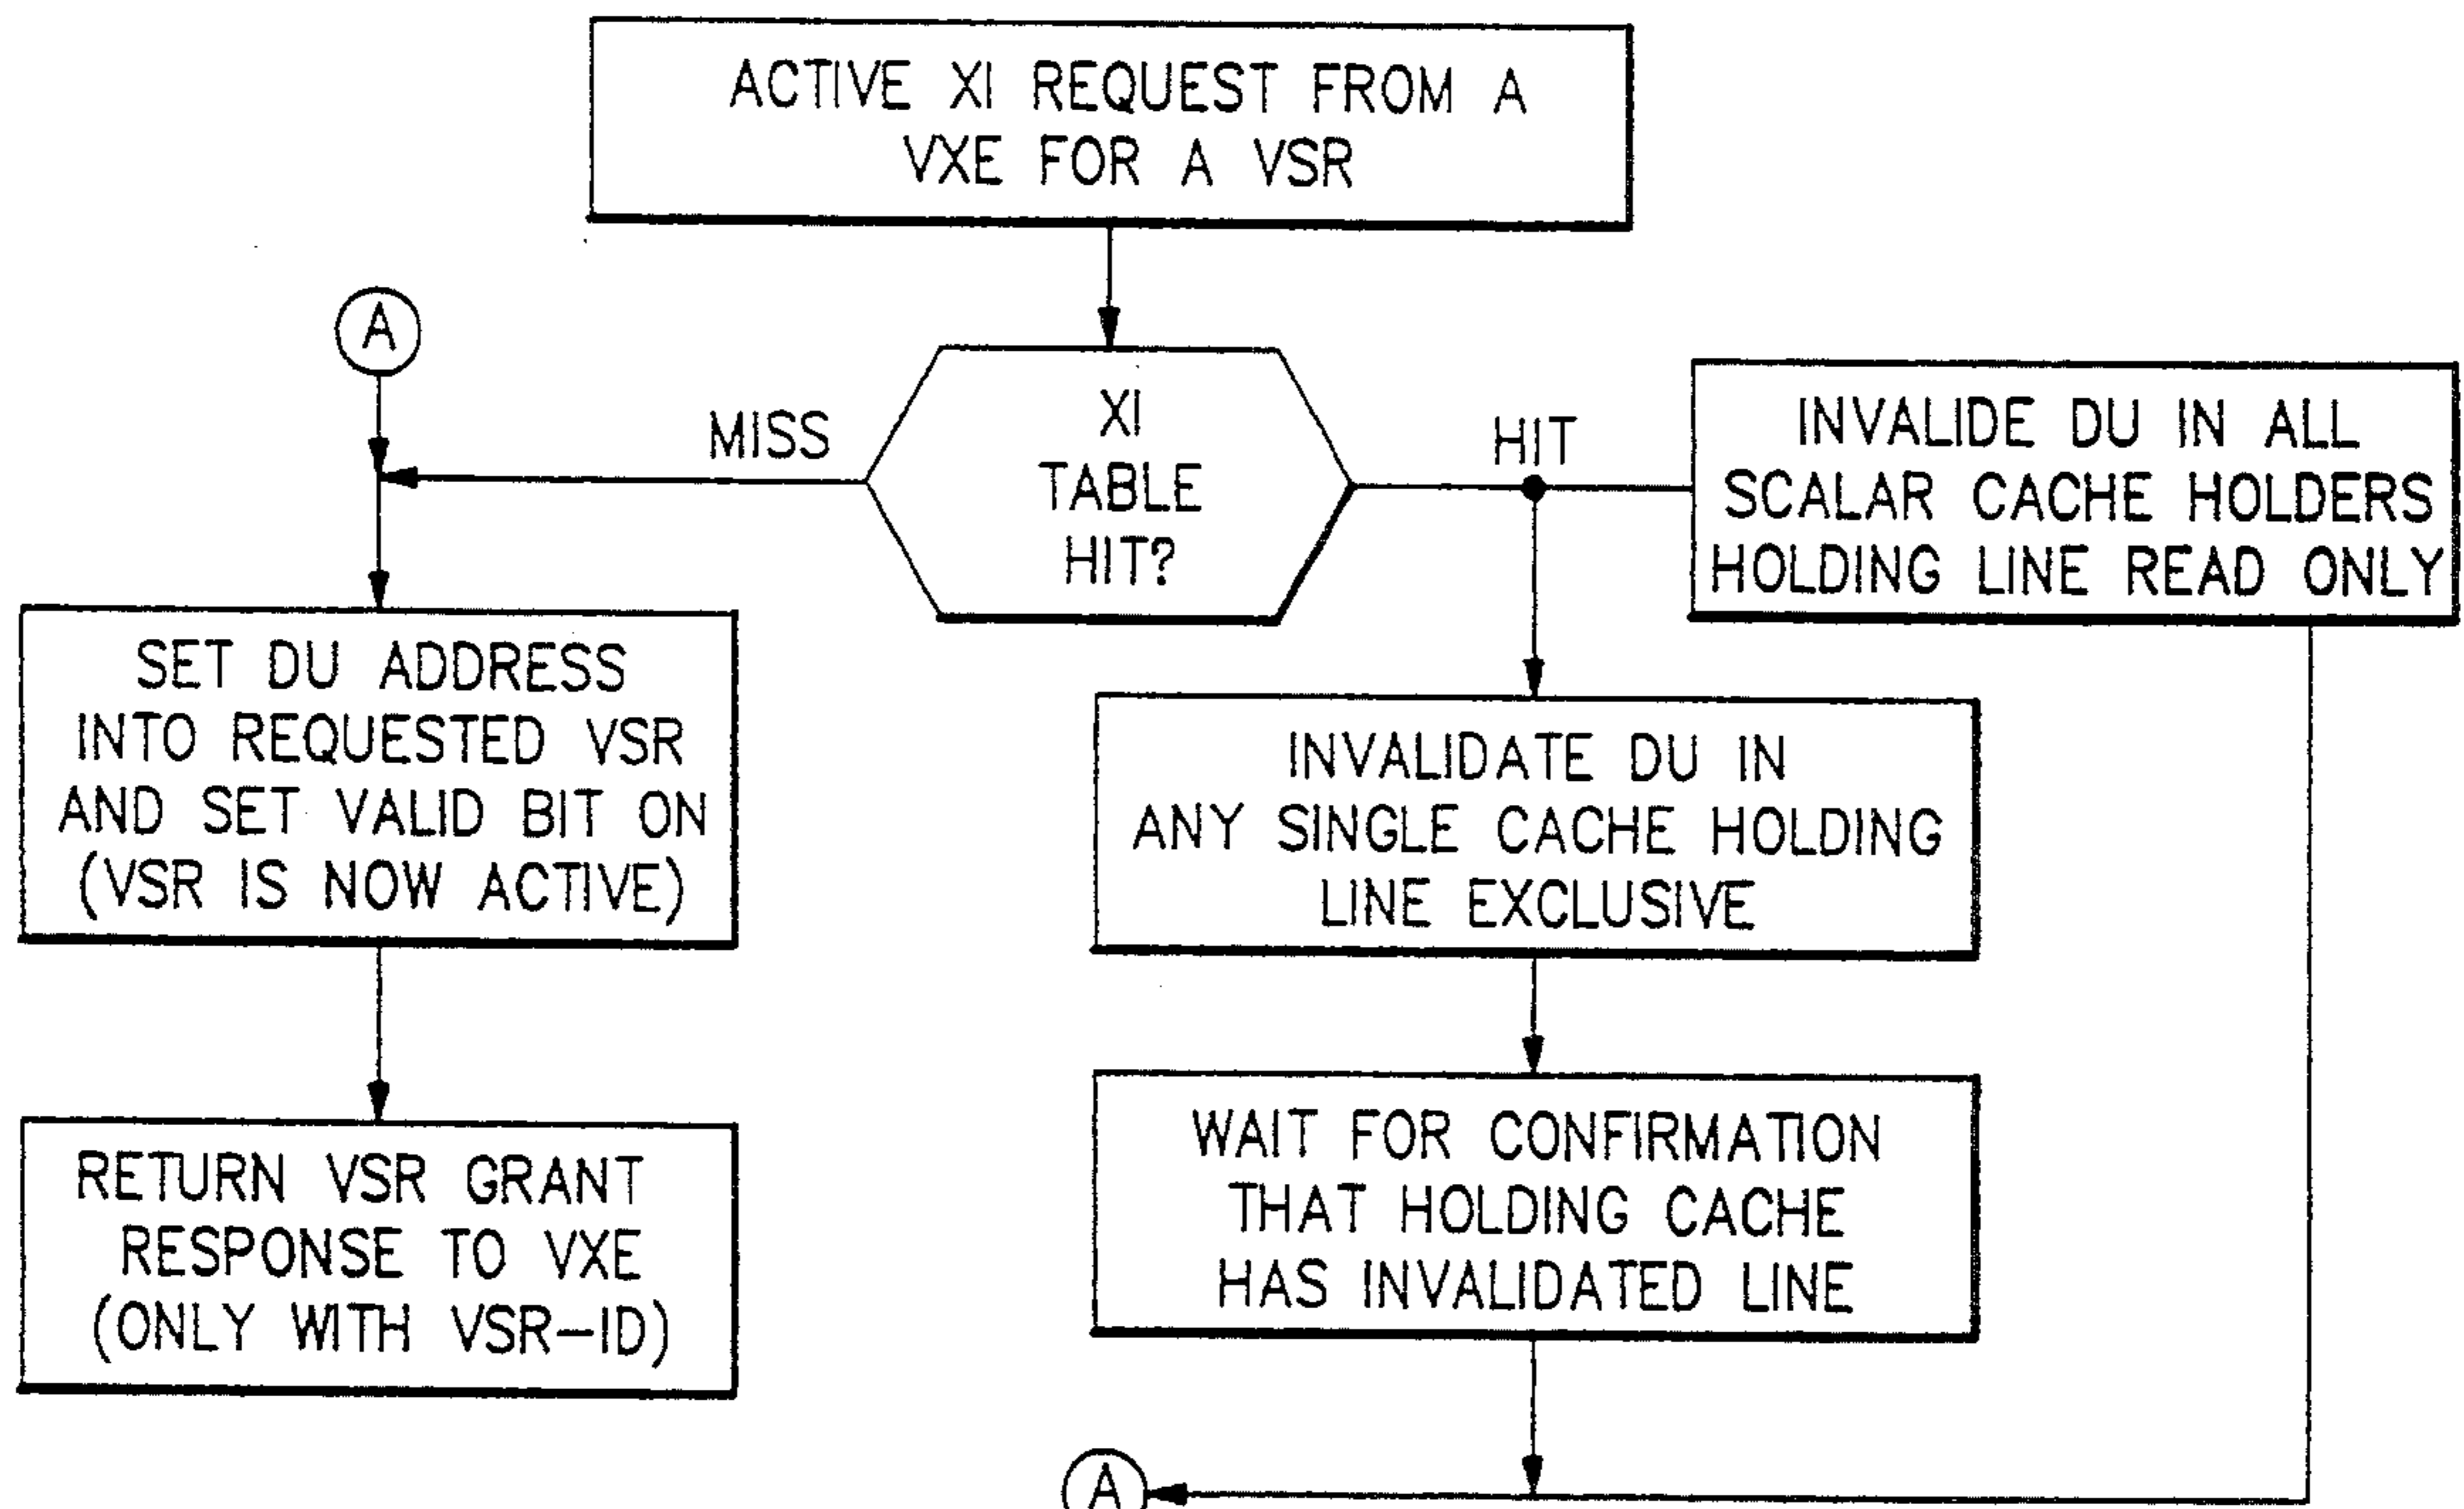 ACTIVE XI REQUEST FROM A
VXE FOR A VSR
A
MISS
XI
TABLE
HIT?
HIT
INVALIDE DU IN ALL
SCALAR CACHE HOLDERS
HOLDING LINE READ ONLY
SET DU ADDRESS
INTO REQUESTED VSR
AND SET VALID BIT ON
(VSR IS NOW ACTIVE)
INVALIDATE DU IN
ANY SINGLE CACHE HOLDING
LINE EXCLUSIVE
RETURN VSR GRANT
RESPONSE TO VXE
(ONLY WITH VSR-ID)
WAIT FOR CONFIRMATION
THAT HOLDING CACHE
HAS INVALIDATED LINE
A